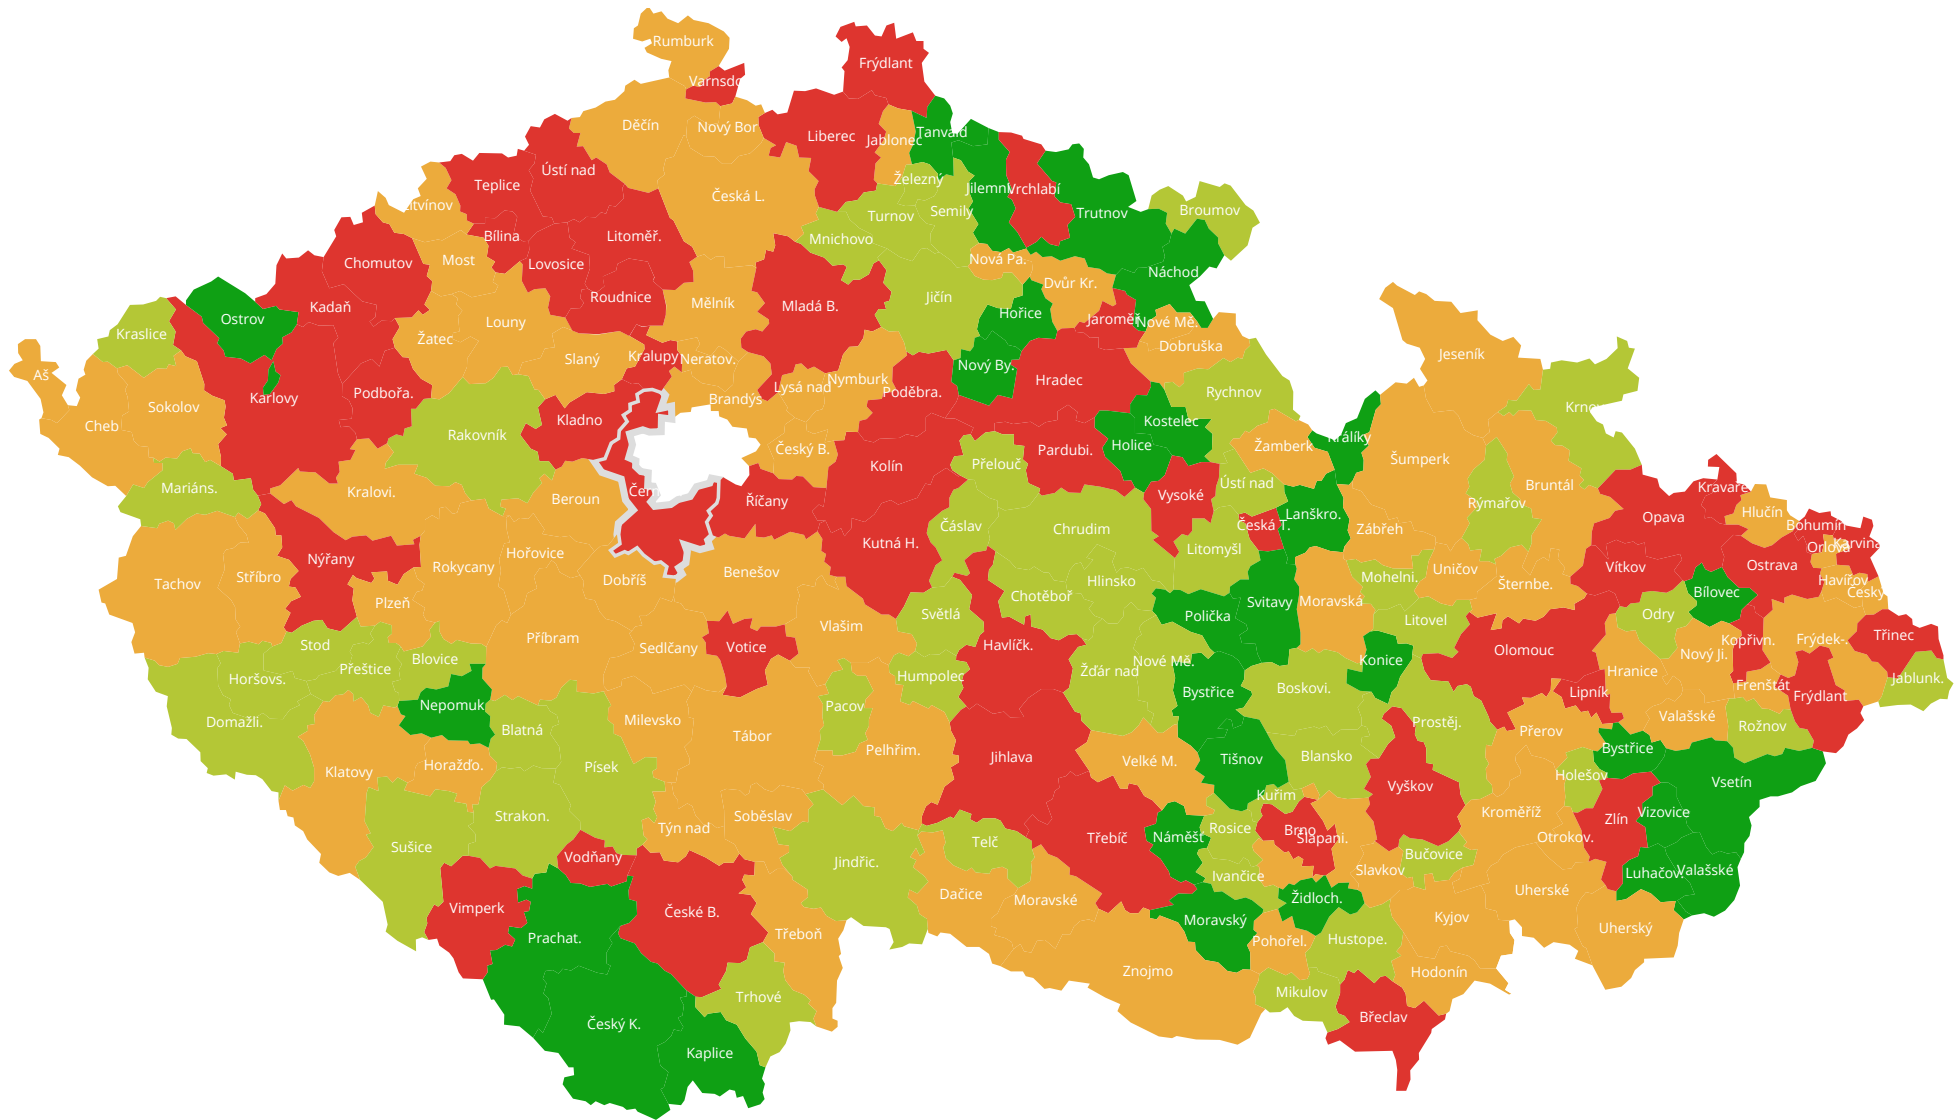 Rumburk
Frýdlant
Varnsdo
Děčín
Nový Bor
Liberec
Jablonec
Tanvald
Ústí nad
Teplice
Železný
Jilemni
Vrchlabí
Česká L.
Litvínov
Turnov
Semily
Trutnov
Broumov
Bílina
Litoměř.
Mnichovo
Chomutov
Most
Lovosice
Nová Pa.
Náchod
Kadaň
Roudnice
Mělník
Mladá B.
Jičín
Dvůr Kr.
Ostrov
Kraslice
Louny
Žatec
Hořice
Jaroměř
Nové Mě.
Dobruška
Slaný
Kralupy
Neratov.
Jeseník
Aš
Sokolov
Karlovy
Podbořa.
Nový By.
Hradec
Lysá nad
Nymburk
Poděbra.
Brandýs
Rychnov
Krno
Cheb
Rakovník
Kladno
Kostelec
Holice
Králíky
Český B.
Pardubi.
Žamberk
Šumperk
Kolín
Přelouč
Mariáns.
Kralovi.
Beroun
Čern
Říčany
Vysoké
Ústí nad
Rýmařov
Bruntál
Kravaře
Lanškro.
Opava
Hlučín
Bohumín
Čáslav
Chrudim
Česká T.
Zábřeh
Kutná H.
Orlová
Karviná
Nýřany
Hořovice
Litomyšl
Rokycany
Vítkov
Ostrava
Tachov
Stříbro
Dobříš
Benešov
Hlinsko
Mohelni.
Uničov
Šternbe.
Havířov
Český
Bílovec
Plzeň
Chotěboř
Svitavy
Moravská
Světlá
Polička
Litovel
Odry
Vlašim
Příbram
Stod
Sedlčany
Votice
Havlíčk.
Kopřivn.
Frýdek-.
Třinec
Olomouc
Nový Ji.
Blovice
Přeštice
Nové Mě.
Konice
Horšovs.
Humpolec
Žďár nad
Hranice
Jablunk.
Bystřice
Boskovi.
Lipník
Frenštát
Frýdlant
Nepomuk
Pacov
Domažli.
Blatná
Milevsko
Valašské
Prostěj.
Rožnov
Přerov
Tábor
Pelhřim.
Jihlava
Velké M.
Tišnov
Blansko
Bystřice
Klatovy
Horažďo.
Písek
Holešov
Vsetín
Vyškov
Kuřim
Strakon.
Soběslav
Týn nad
Kroměříž
Vizovice
Zlín
Rosice
Brno
Třebíč
Náměšť
Šlapani.
Otrokov.
Telč
Sušice
Vodňany
Jindřic.
Bučovice
Slavkov
Ivančice
Luhačov.
Valašské
Uherské
Dačice
Moravské
Židloch.
Vimperk
České B.
Moravský
Kyjov
Uherský
Třeboň
Prachat.
Pohořel.
Hustope.
Znojmo
Hodonín
Mikulov
Trhové
Břeclav
Český K.
Kaplice